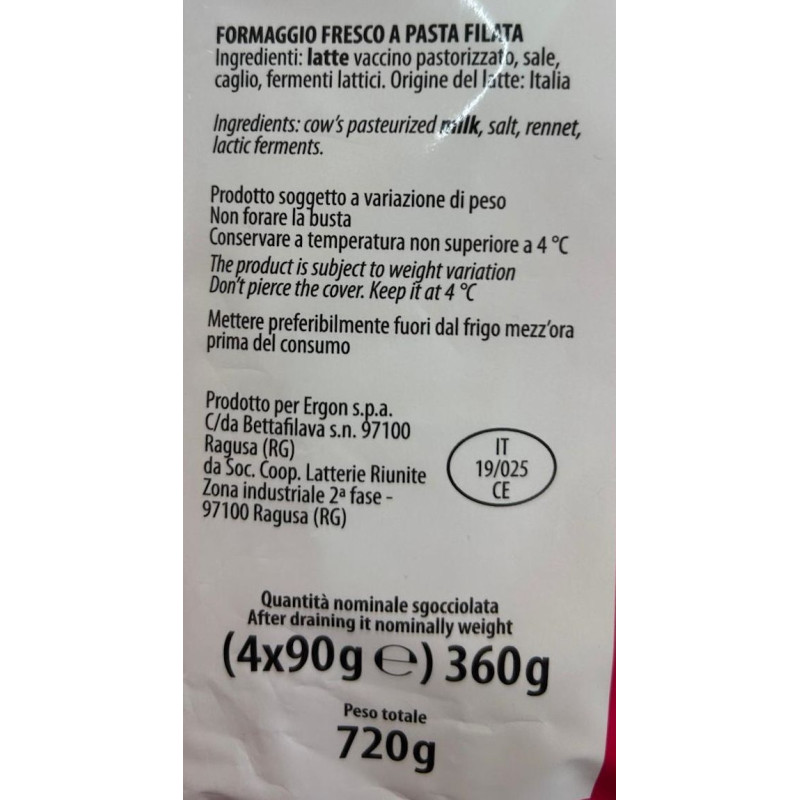 FORMAGGIO FRESCO A PASTA FILATA
Ingredienti: latte vaccino pastorizzato, sale,
caglio, fermenti lattici. Origine del latte: Italia
Ingredients: cow's pasteurized milk, salt, rennet,
lactic ferments.
Prodotto soggetto a variazione di peso
Non forare la busta
Conservare a temperatura non superiore a 4 °C
The product is subject to weight variation
Don't pierce the cover. Keep it at 4 °C
Mettere preferibilmente fuori dal frigo mezz'ora
prima del consumo
Prodotto per Ergon s.p.a.
C/da Bettafilava s.n. 97100
Ragusa (RG)
da Soc. Coop. Latterie Riunite
Zona industriale 2ª fase -
97100 Ragusa (RG)
IT
19/025
CE
Quantità nominale sgocciolata
After draining it nominally weight
(4x90g ℮) 360g
Peso totale
720g